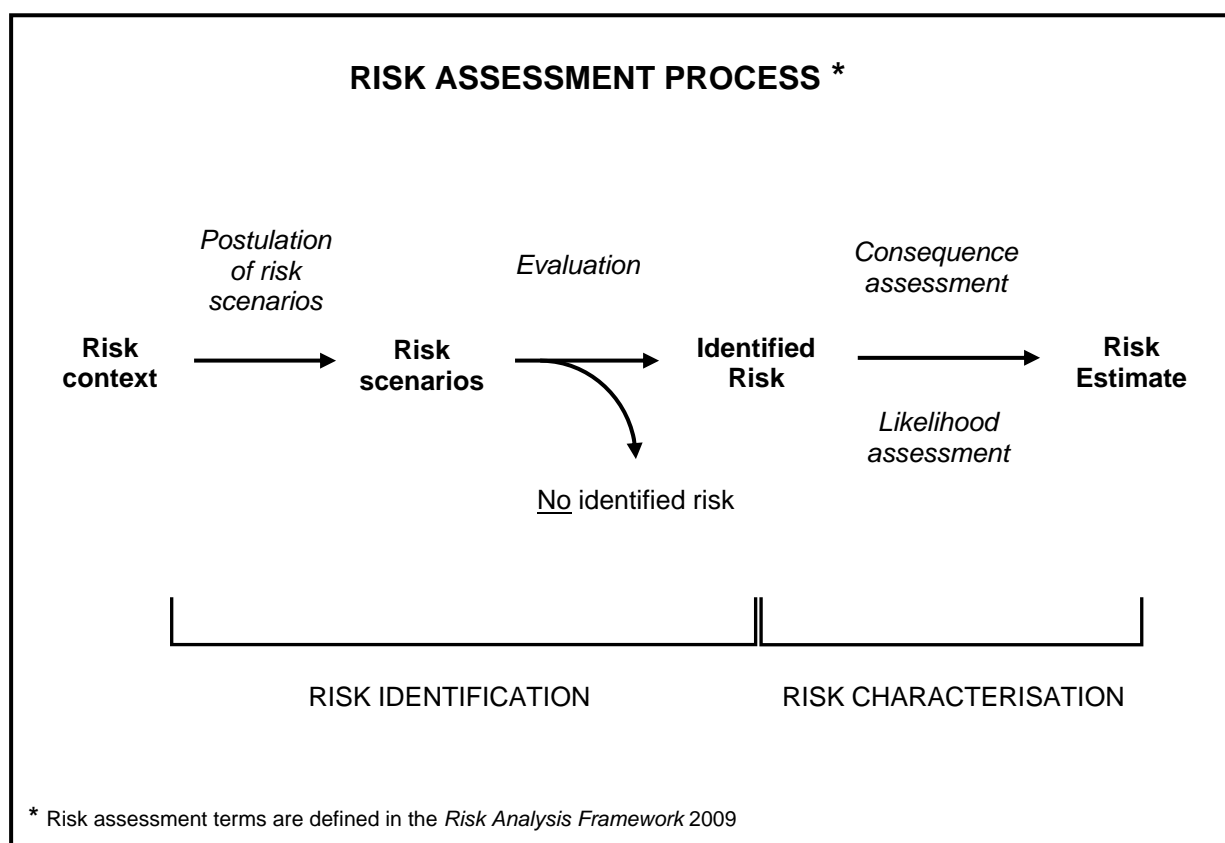 RISK ASSESSMENT PROCESS *
Postulation
of risk
scenarios
Evaluation
Consequence
assessment
Risk
context
Risk
scenarios
Identified
Risk
Risk
Estimate
Likelihood
assessment
No identified risk
RISK IDENTIFICATION
RISK CHARACTERISATION
* Risk assessment terms are defined in the Risk Analysis Framework 2009